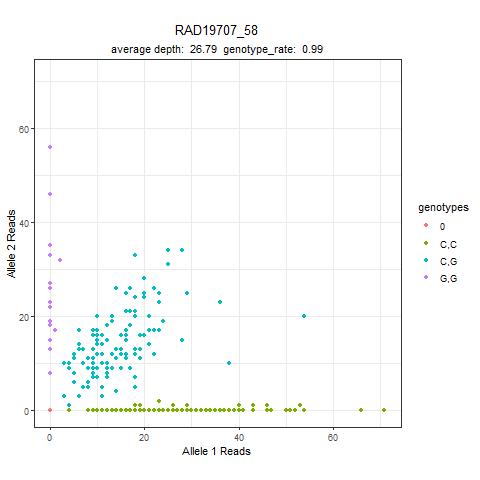 RAD19707_58
average depth: 26.79 genotype_rate: 0.99
60
40
20
0
Allele 2 Reads
0 20 40 60
Allele 1 Reads
genotypes
0
C,C
C,G
G,G